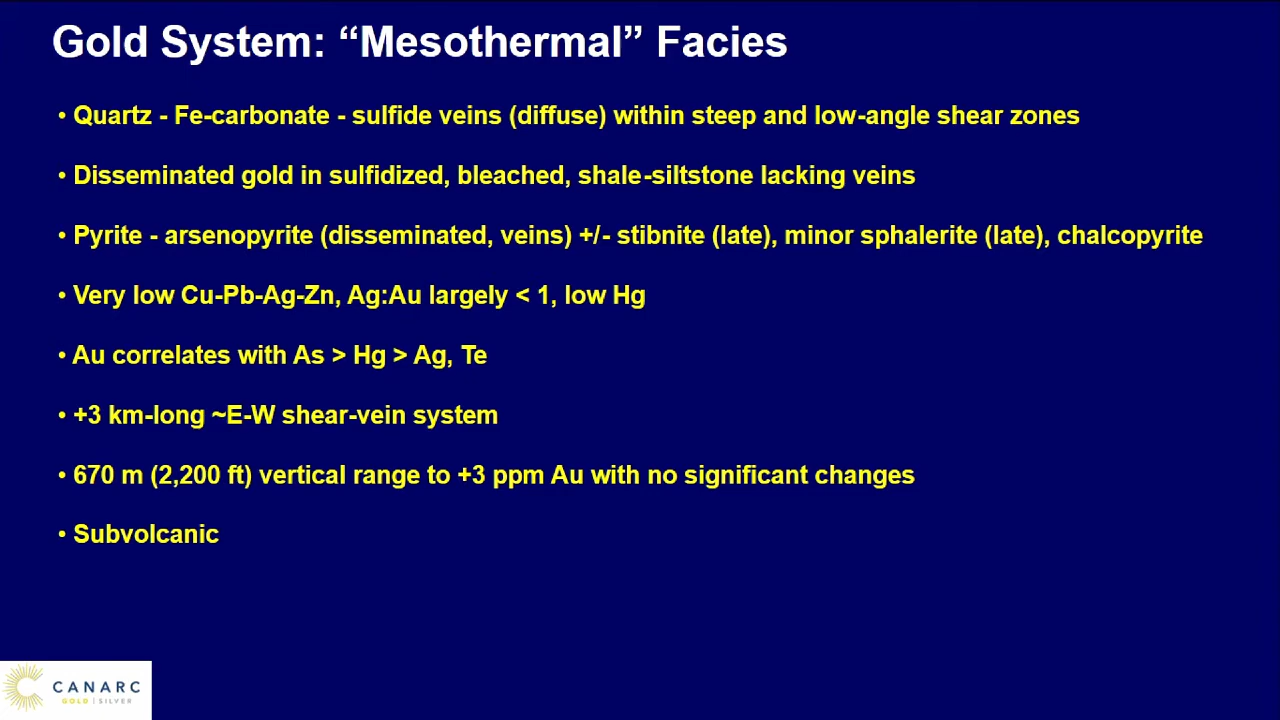 Gold System: “Mesothermal” Facies
• Quartz - Fe-carbonate - sulfide veins (diffuse) within steep and low-angle shear zones
• Disseminated gold in sulfidized, bleached, shale-siltstone lacking veins
• Pyrite - arsenopyrite (disseminated, veins) +/- stibnite (late), minor sphalerite (late), chalcopyrite
• Very low Cu-Pb-Ag-Zn, Ag:Au largely < 1, low Hg
• Au correlates with As > Hg > Ag, Te
• +3 km-long ~E-W shear-vein system
• 670 m (2,200 ft) vertical range to +3 ppm Au with no significant changes
• Subvolcanic
CANARC
GOLD | SILVER